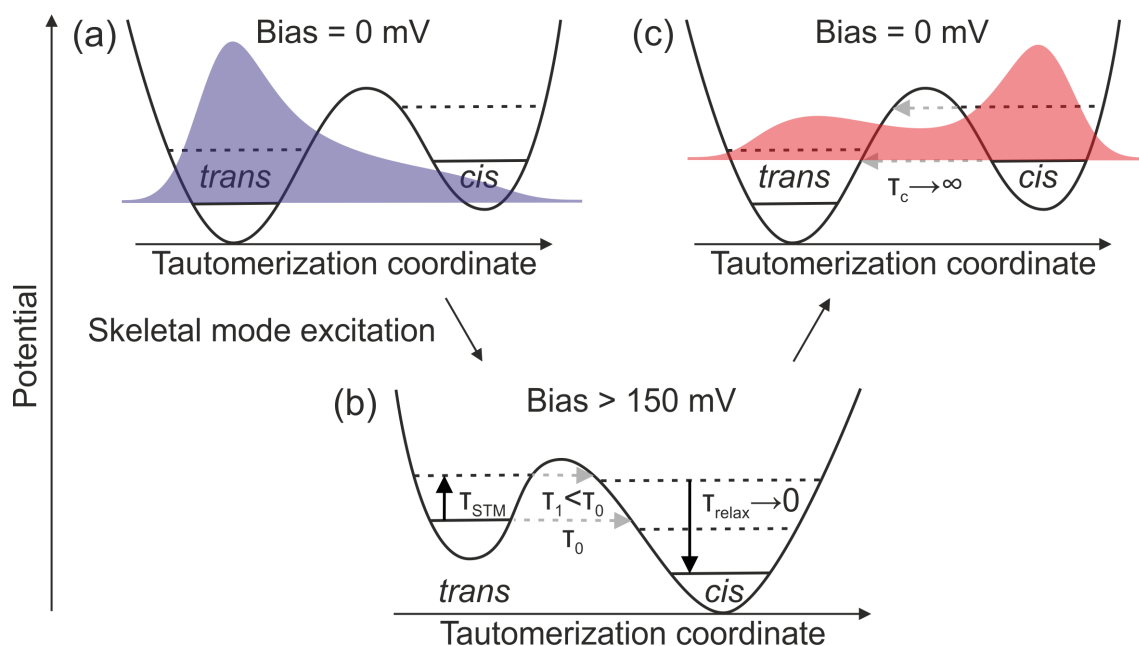 (a) Bias = 0 mV
trans
cis
Tautomerization coordinate
(c) Bias = 0 mV
trans
cis
τc→∞
Tautomerization coordinate
Potential
Skeletal mode excitation
(b) Bias > 150 mV
τSTM
τ1<τ0
τ0
τrelax→0
trans
cis
Tautomerization coordinate